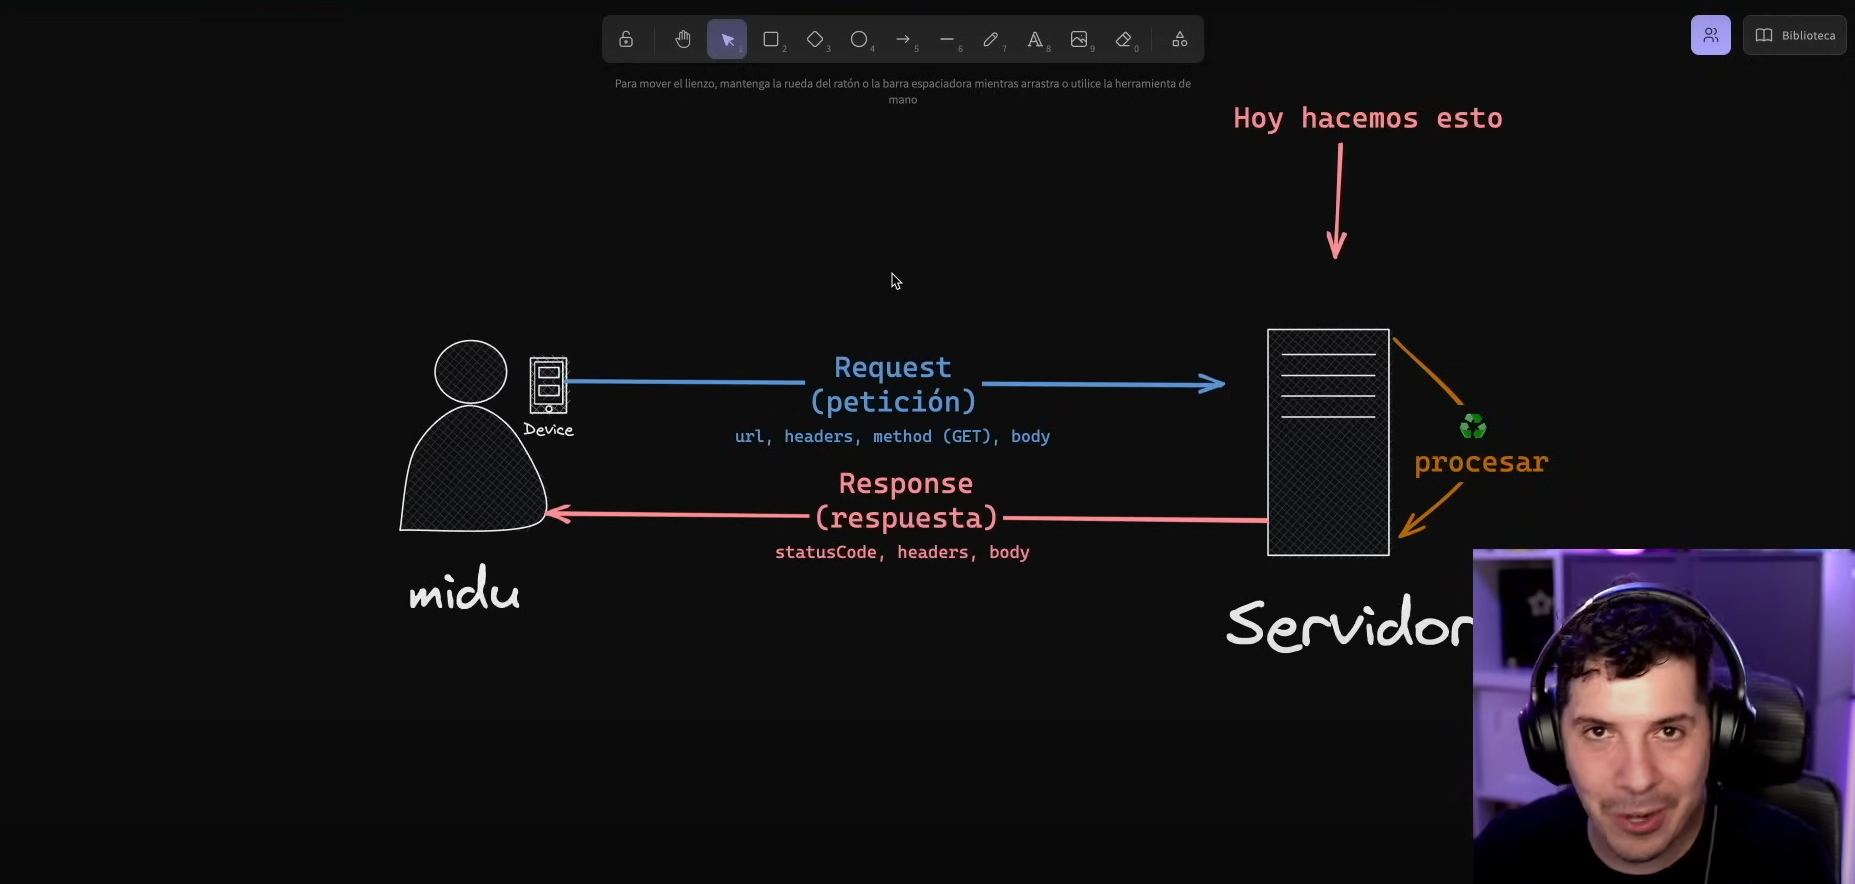 1
2
3
4
5
6
7
8
9
0
Biblioteca
Para mover el lienzo, mantenga la rueda del ratón o la barra espaciadora mientras arrastra o utilice la herramienta de
mano
Hoy hacemos esto
Request
(petición)
url, headers, method (GET), body
Device
Response
(respuesta)
statusCode, headers, body
procesar
midu
Servidor